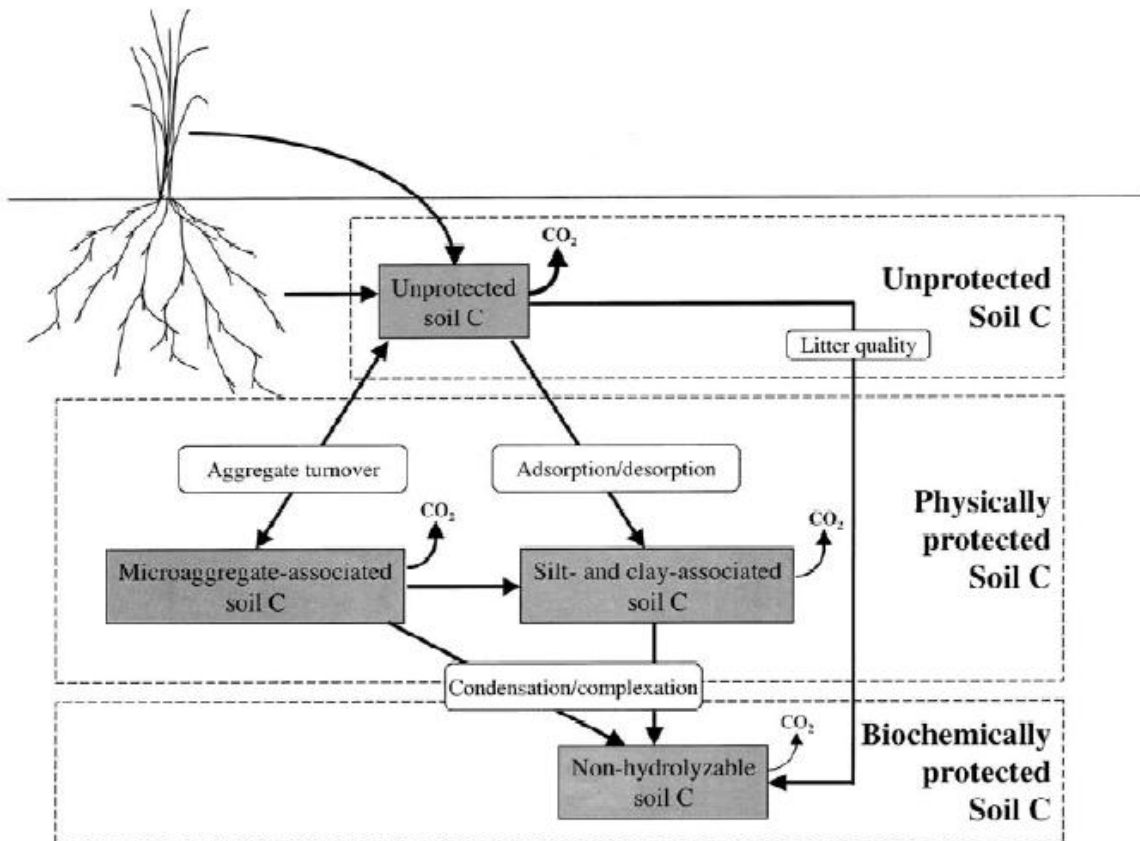 CO₂
Unprotected
soil C
Unprotected
Soil C
Litter quality
Aggregate turnover
Adsorption/desorption
CO₂
CO₂
Physically
protected
Soil C
Microaggregate-associated
soil C
Silt- and clay-associated
soil C
Condensation/complexation
CO₂
Biochemically
protected
Soil C
Non-hydrolyzable
soil C